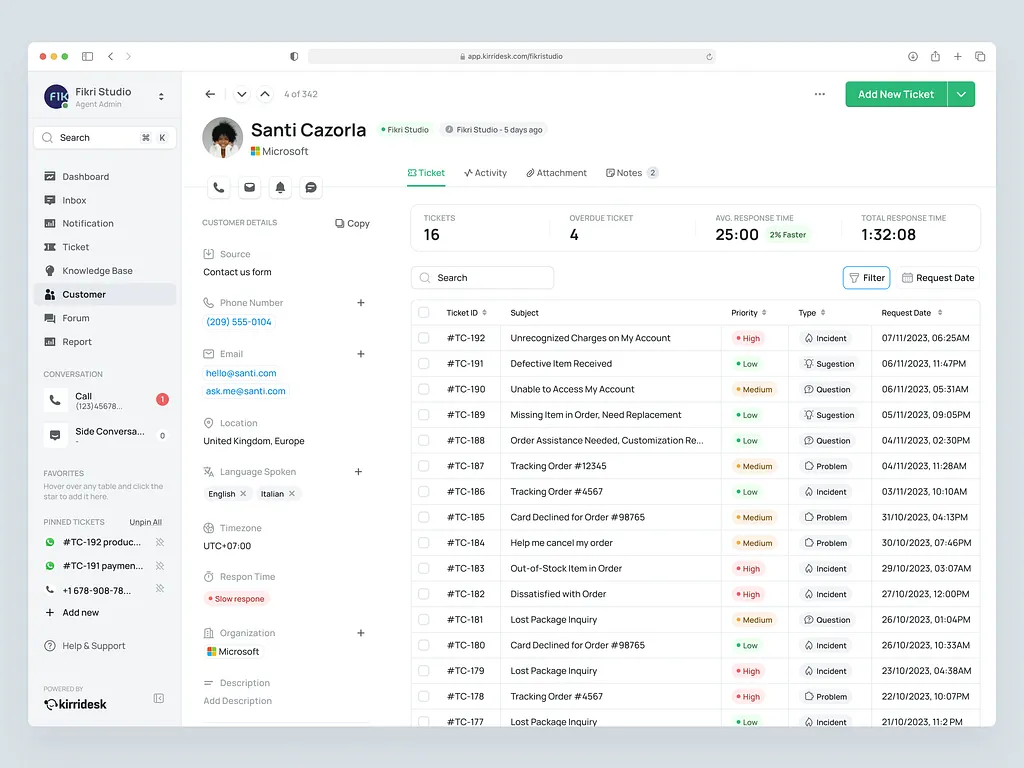 app.kirridesk.com/fikristudio
FIK
Fikri Studio
Agent Admin
Search ⌘ K
Dashboard
Inbox
Notification
Ticket
Knowledge Base
Customer
Forum
Report
CONVERSATION
Call
(123)45678...
1
Side Conversa...
-
0
FAVORITES
Hover over any table and click the
star to add it here.
PINNED TICKETS Unpin All
#TC-192 produc...
#TC-191 paymen...
+1 678-908-78...
+ Add new
Help & Support
POWERED BY
kirridesk
4 of 342
Add New Ticket
Santi Cazorla
Fikri Studio
Fikri Studio - 5 days ago
Microsoft
Ticket
Activity
Attachment
Notes 2
CUSTOMER DETAILS Copy
Source
Contact us form
Phone Number +
(209) 555-0104
Email +
hello@santi.com
ask.me@santi.com
Location
United Kingdom, Europe
Language Spoken +
English × Italian ×
Timezone
UTC+07:00
Respon Time
Slow respone
Organization +
Microsoft
Description
Add Description
TICKETS
16
OVERDUE TICKET
4
AVG. RESPONSE TIME
25:00 2% Faster
TOTAL RESPONSE TIME
1:32:08
Search
Filter
Request Date
Ticket ID Subject Priority Type Request Date
#TC-192 Unrecognized Charges on My Account High Incident 07/11/2023, 06:25AM
#TC-191 Defective Item Received Low Sugestion 06/11/2023, 11:47PM
#TC-190 Unable to Access My Account Medium Question 06/11/2023, 05:31AM
#TC-189 Missing Item in Order, Need Replacement Low Sugestion 05/11/2023, 09:05PM
#TC-188 Order Assistance Needed, Customization Re... Low Question 04/11/2023, 02:30PM
#TC-187 Tracking Order #12345 Medium Problem 04/11/2023, 11:28AM
#TC-186 Tracking Order #4567 Low Incident 03/11/2023, 10:10AM
#TC-185 Card Declined for Order #98765 Medium Problem 31/10/2023, 04:13PM
#TC-184 Help me cancel my order Medium Problem 30/10/2023, 07:46PM
#TC-183 Out-of-Stock Item in Order High Incident 29/10/2023, 03:07AM
#TC-182 Dissatisfied with Order High Incident 27/10/2023, 12:00PM
#TC-181 Lost Package Inquiry Medium Question 26/10/2023, 01:04PM
#TC-180 Card Declined for Order #98765 Low Incident 26/10/2023, 10:33AM
#TC-179 Lost Package Inquiry High Incident 23/10/2023, 04:38AM
#TC-178 Tracking Order #4567 High Problem 22/10/2023, 10:07PM
#TC-177 Lost Package Inquiry Low Incident 21/10/2023, 11:2 PM